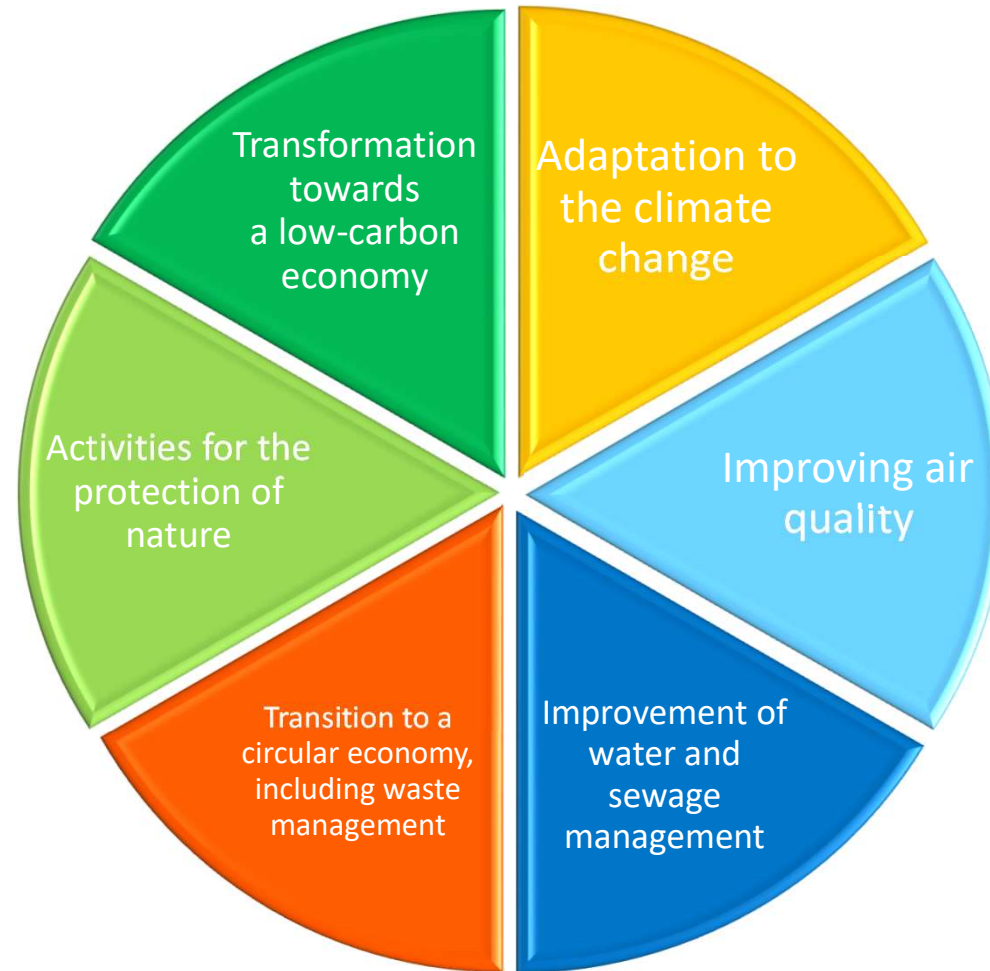 Transformation
towards
a low-carbon
economy
Adaptation to
the climate
change
Improving air
quality
Improvement of
water and
sewage
management
Transition to a
circular economy,
including waste
management
Activities for the
protection of
nature